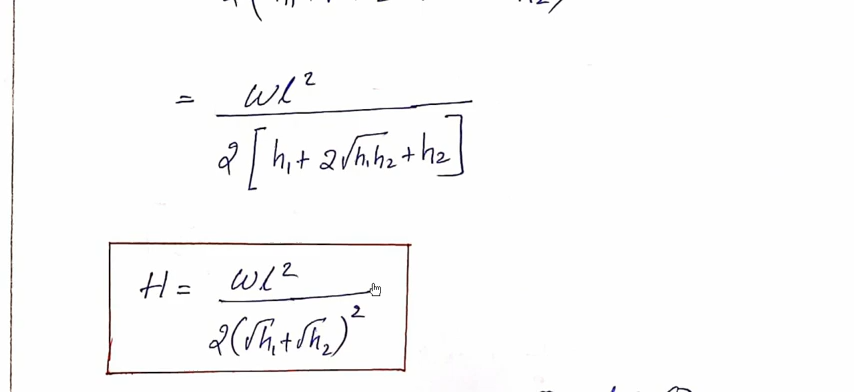 = wl²
2[h₁ + 2√h₁h₂ + h₂]
H = wl²
2(√h₁ + √h₂)²